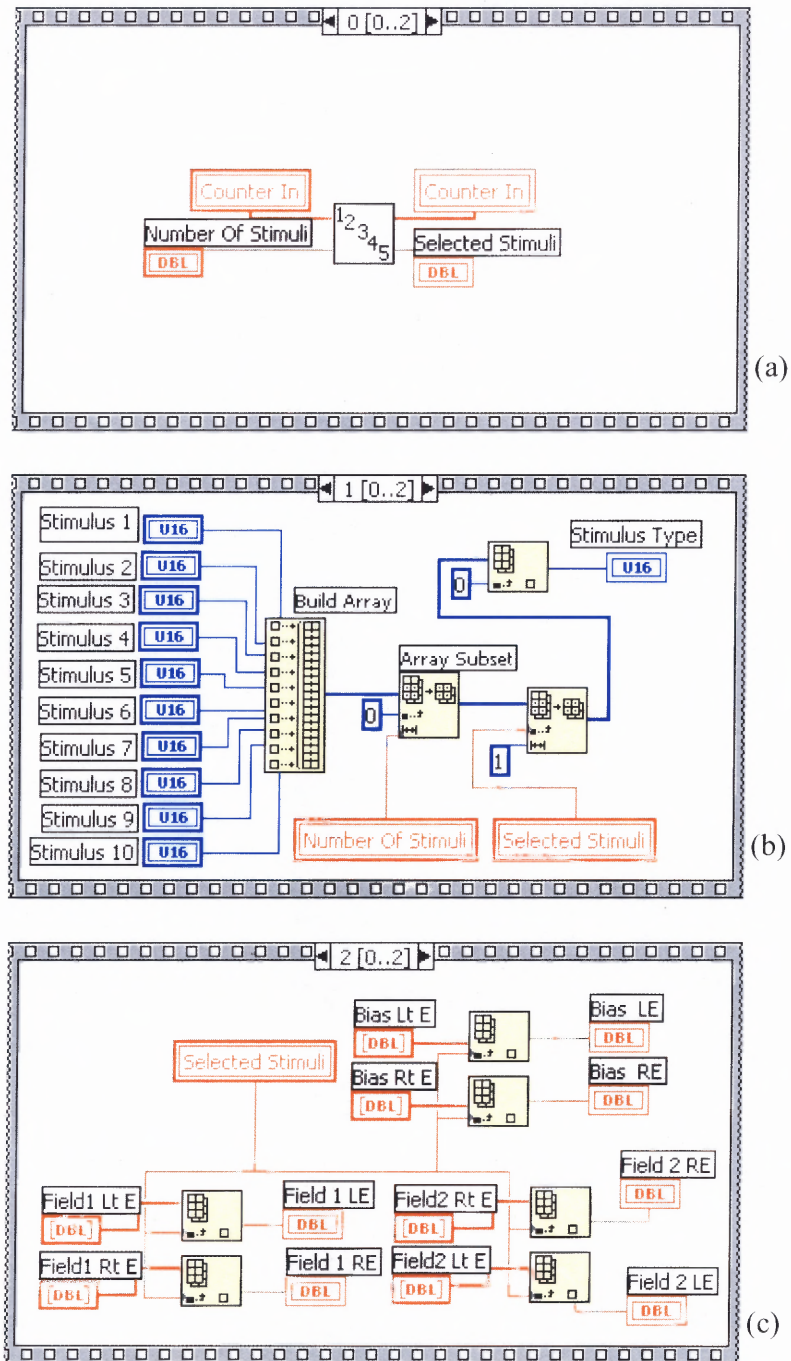 0 [0..2]
Counter In
Counter In
Number Of Stimuli
1 2 3 4 5
Selected Stimuli
DBL
DBL
(a)
1 [0..2]
Stimulus 1
U16
Stimulus Type
U16
Stimulus 2
U16
0
Stimulus 3
U16
Build Array
Stimulus 4
U16
Array Subset
Stimulus 5
U16
Stimulus 6
U16
0
Stimulus 7
U16
1
Stimulus 8
U16
Stimulus 9
U16
Number Of Stimuli
Selected Stimuli
Stimulus 10
U16
(b)
2 [0..2]
Bias Lt E
Bias LE
[DBL]
DBL
Selected Stimuli
Bias Rt E
Bias RE
[DBL]
DBL
Field 2 RE
DBL
Field1 Lt E
Field 1 LE
Field2 Rt E
[DBL]
DBL
[DBL]
Field1 Rt E
Field 1 RE
Field2 Lt E
[DBL]
DBL
[DBL]
Field 2 LE
DBL
(c)